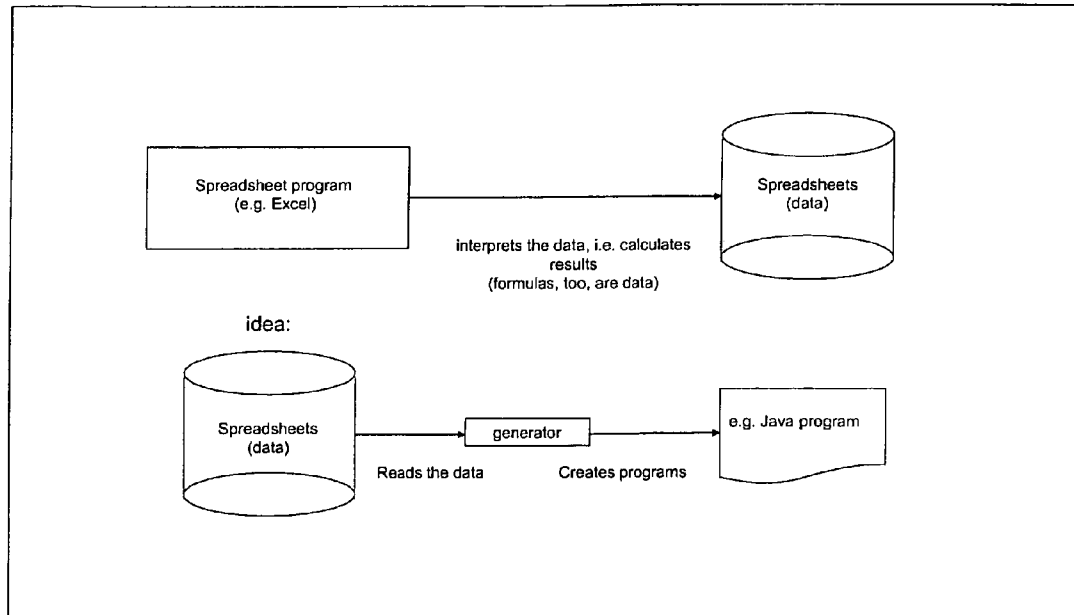 Spreadsheet program
(e.g. Excel)
Spreadsheets
(data)
interprets the data, i.e. calculates
results
(formulas, too, are data)
idea:
Spreadsheets
(data)
generator
e.g. Java program
Reads the data
Creates programs